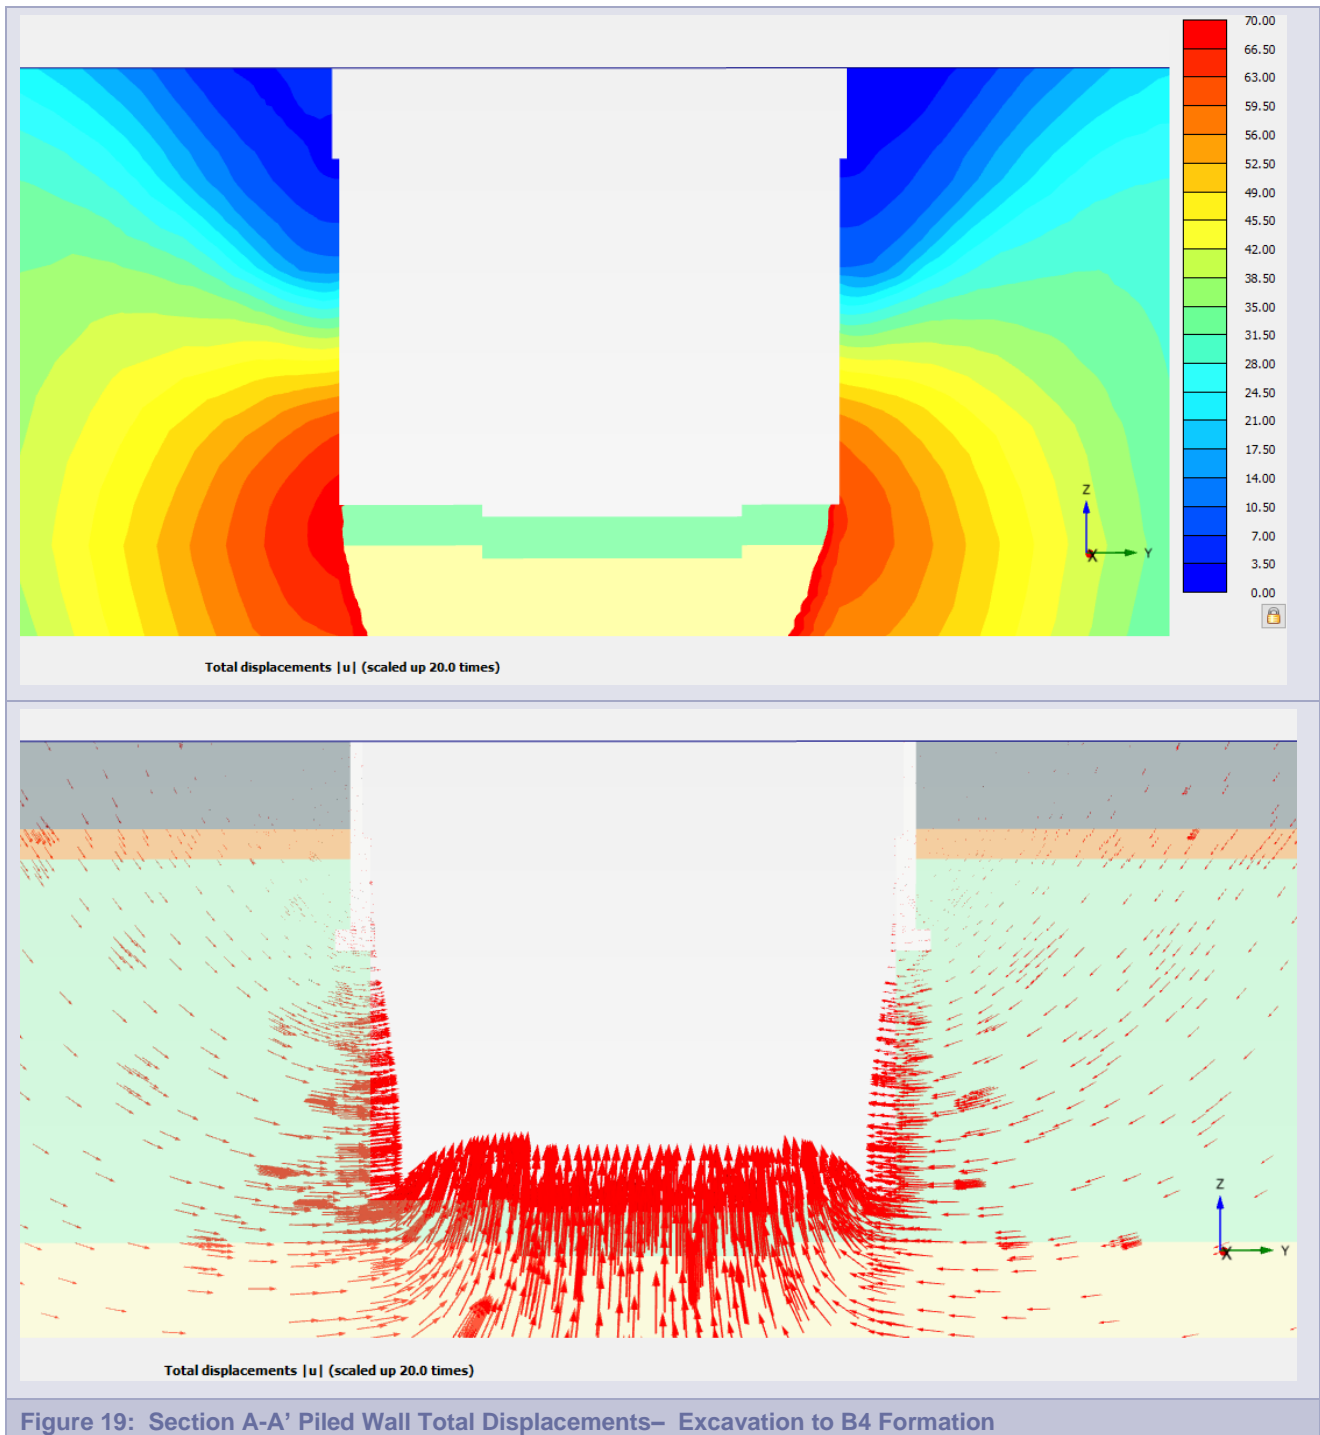 70.00
66.50
63.00
59.50
56.00
52.50
49.00
45.50
42.00
38.50
35.00
31.50
28.00
24.50
21.00
17.50
14.00
10.50
7.00
3.50
0.00
Z
Y
X
Total displacements |u| (scaled up 20.0 times)
Z
Y
X
Total displacements |u| (scaled up 20.0 times)
Figure 19: Section A-A’ Piled Wall Total Displacements– Excavation to B4 Formation